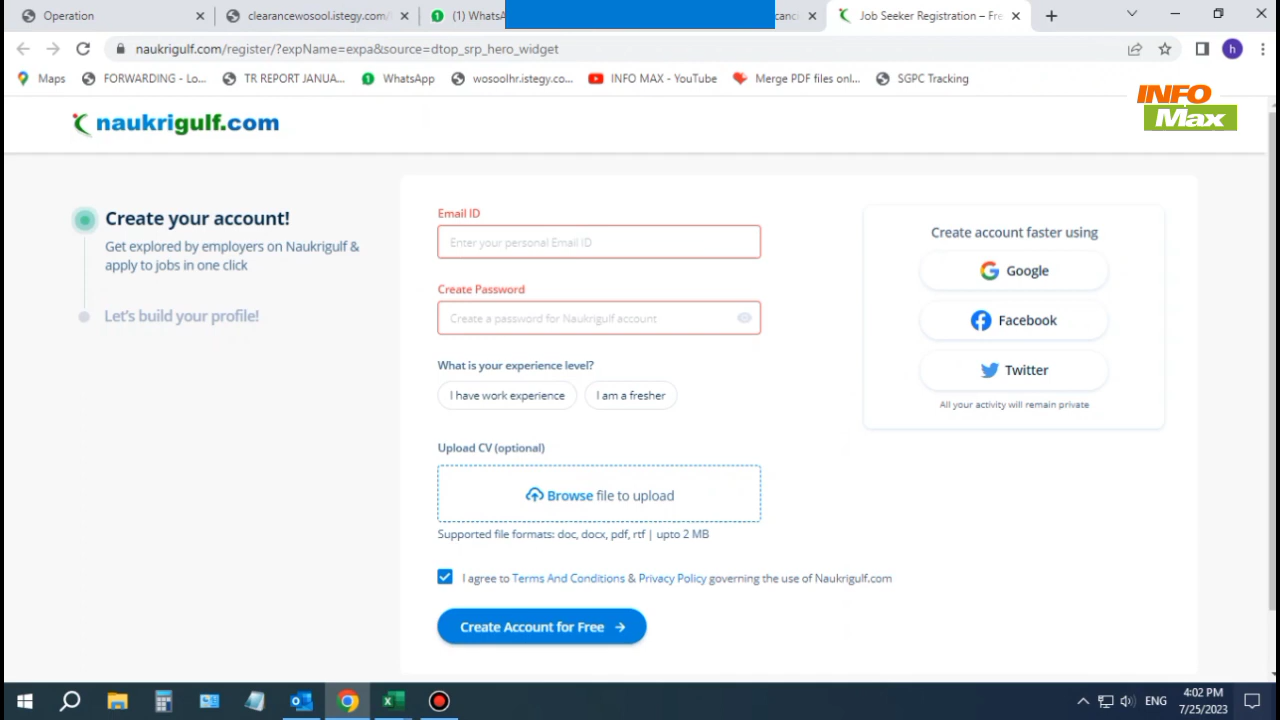 Operation
clearancewosool.istegy.com/
(1) WhatsA
Job Seeker Registration – Fre
naukrigulf.com/register/?expName=expa&source=dtop_srp_hero_widget
h
Maps
FORWARDING - Lo...
TR REPORT JANUA...
WhatsApp
wosoolhr.istegy.co...
INFO MAX - YouTube
Merge PDF files onl...
SGPC Tracking
INFO
Max
naukrigulf.com
Create your account!
Get explored by employers on Naukrigulf &
apply to jobs in one click
Let's build your profile!
Email ID
Enter your personal Email ID
Create Password
Create a password for Naukrigulf account
What is your experience level?
I have work experience
I am a fresher
Upload CV (optional)
Browse file to upload
Supported file formats: doc, docx, pdf, rtf | upto 2 MB
I agree to Terms And Conditions & Privacy Policy governing the use of Naukrigulf.com
Create Account for Free →
Create account faster using
Google
Facebook
Twitter
All your activity will remain private
ENG
4:02 PM
7/25/2023